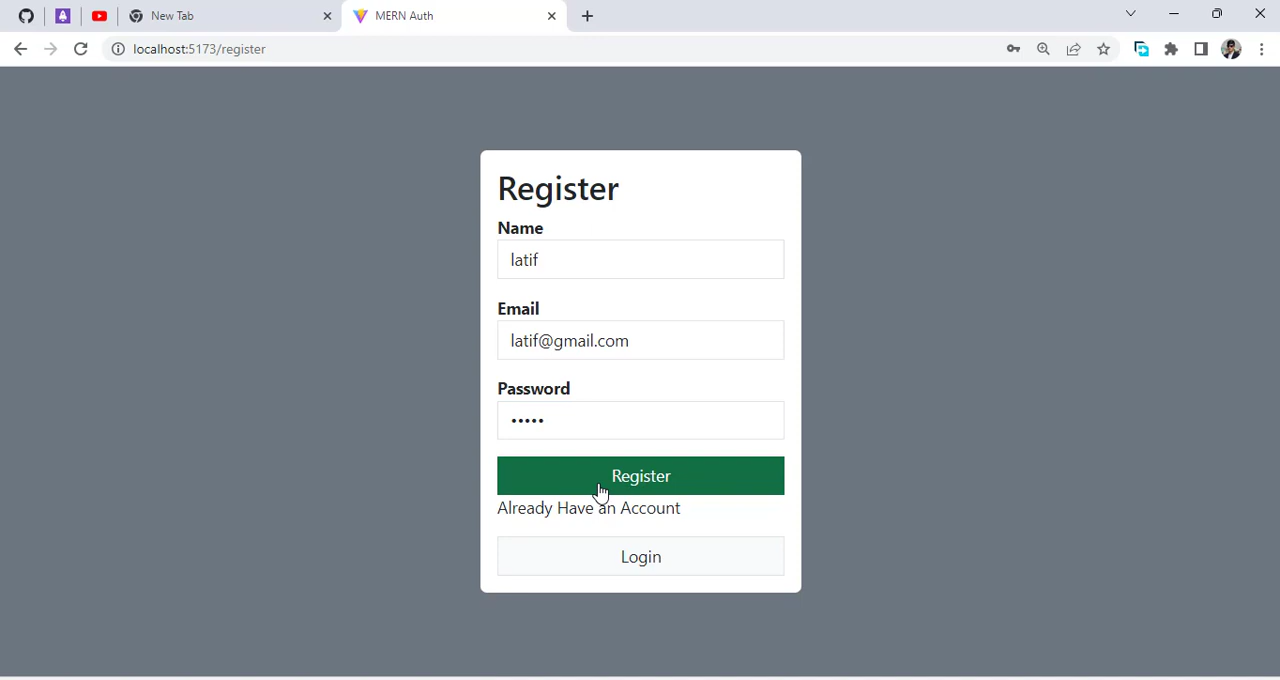 New Tab
MERN Auth
localhost:5173/register
Register
Name
latif
Email
latif@gmail.com
Password
•••••
Register
Already Have an Account
Login